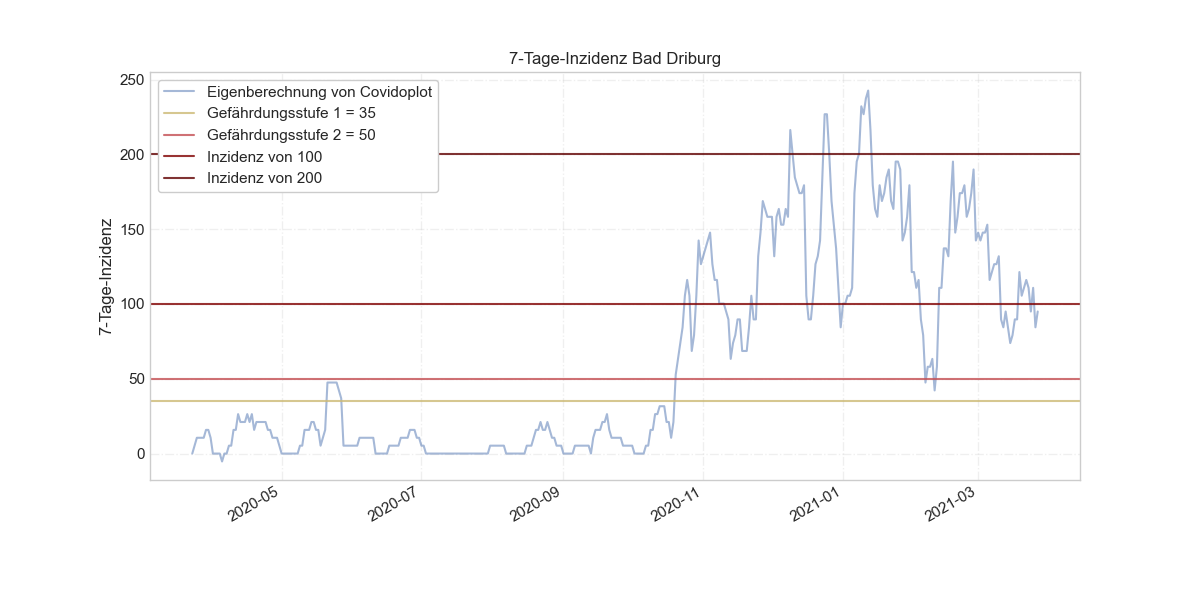 7-Tage-Inzidenz Bad Driburg
250
200
150
100
50
0
7-Tage-Inzidenz
Eigenberechnung von Covidoplot
Gefährdungsstufe 1 = 35
Gefährdungsstufe 2 = 50
Inzidenz von 100
Inzidenz von 200
2020-05
2020-07
2020-09
2020-11
2021-01
2021-03